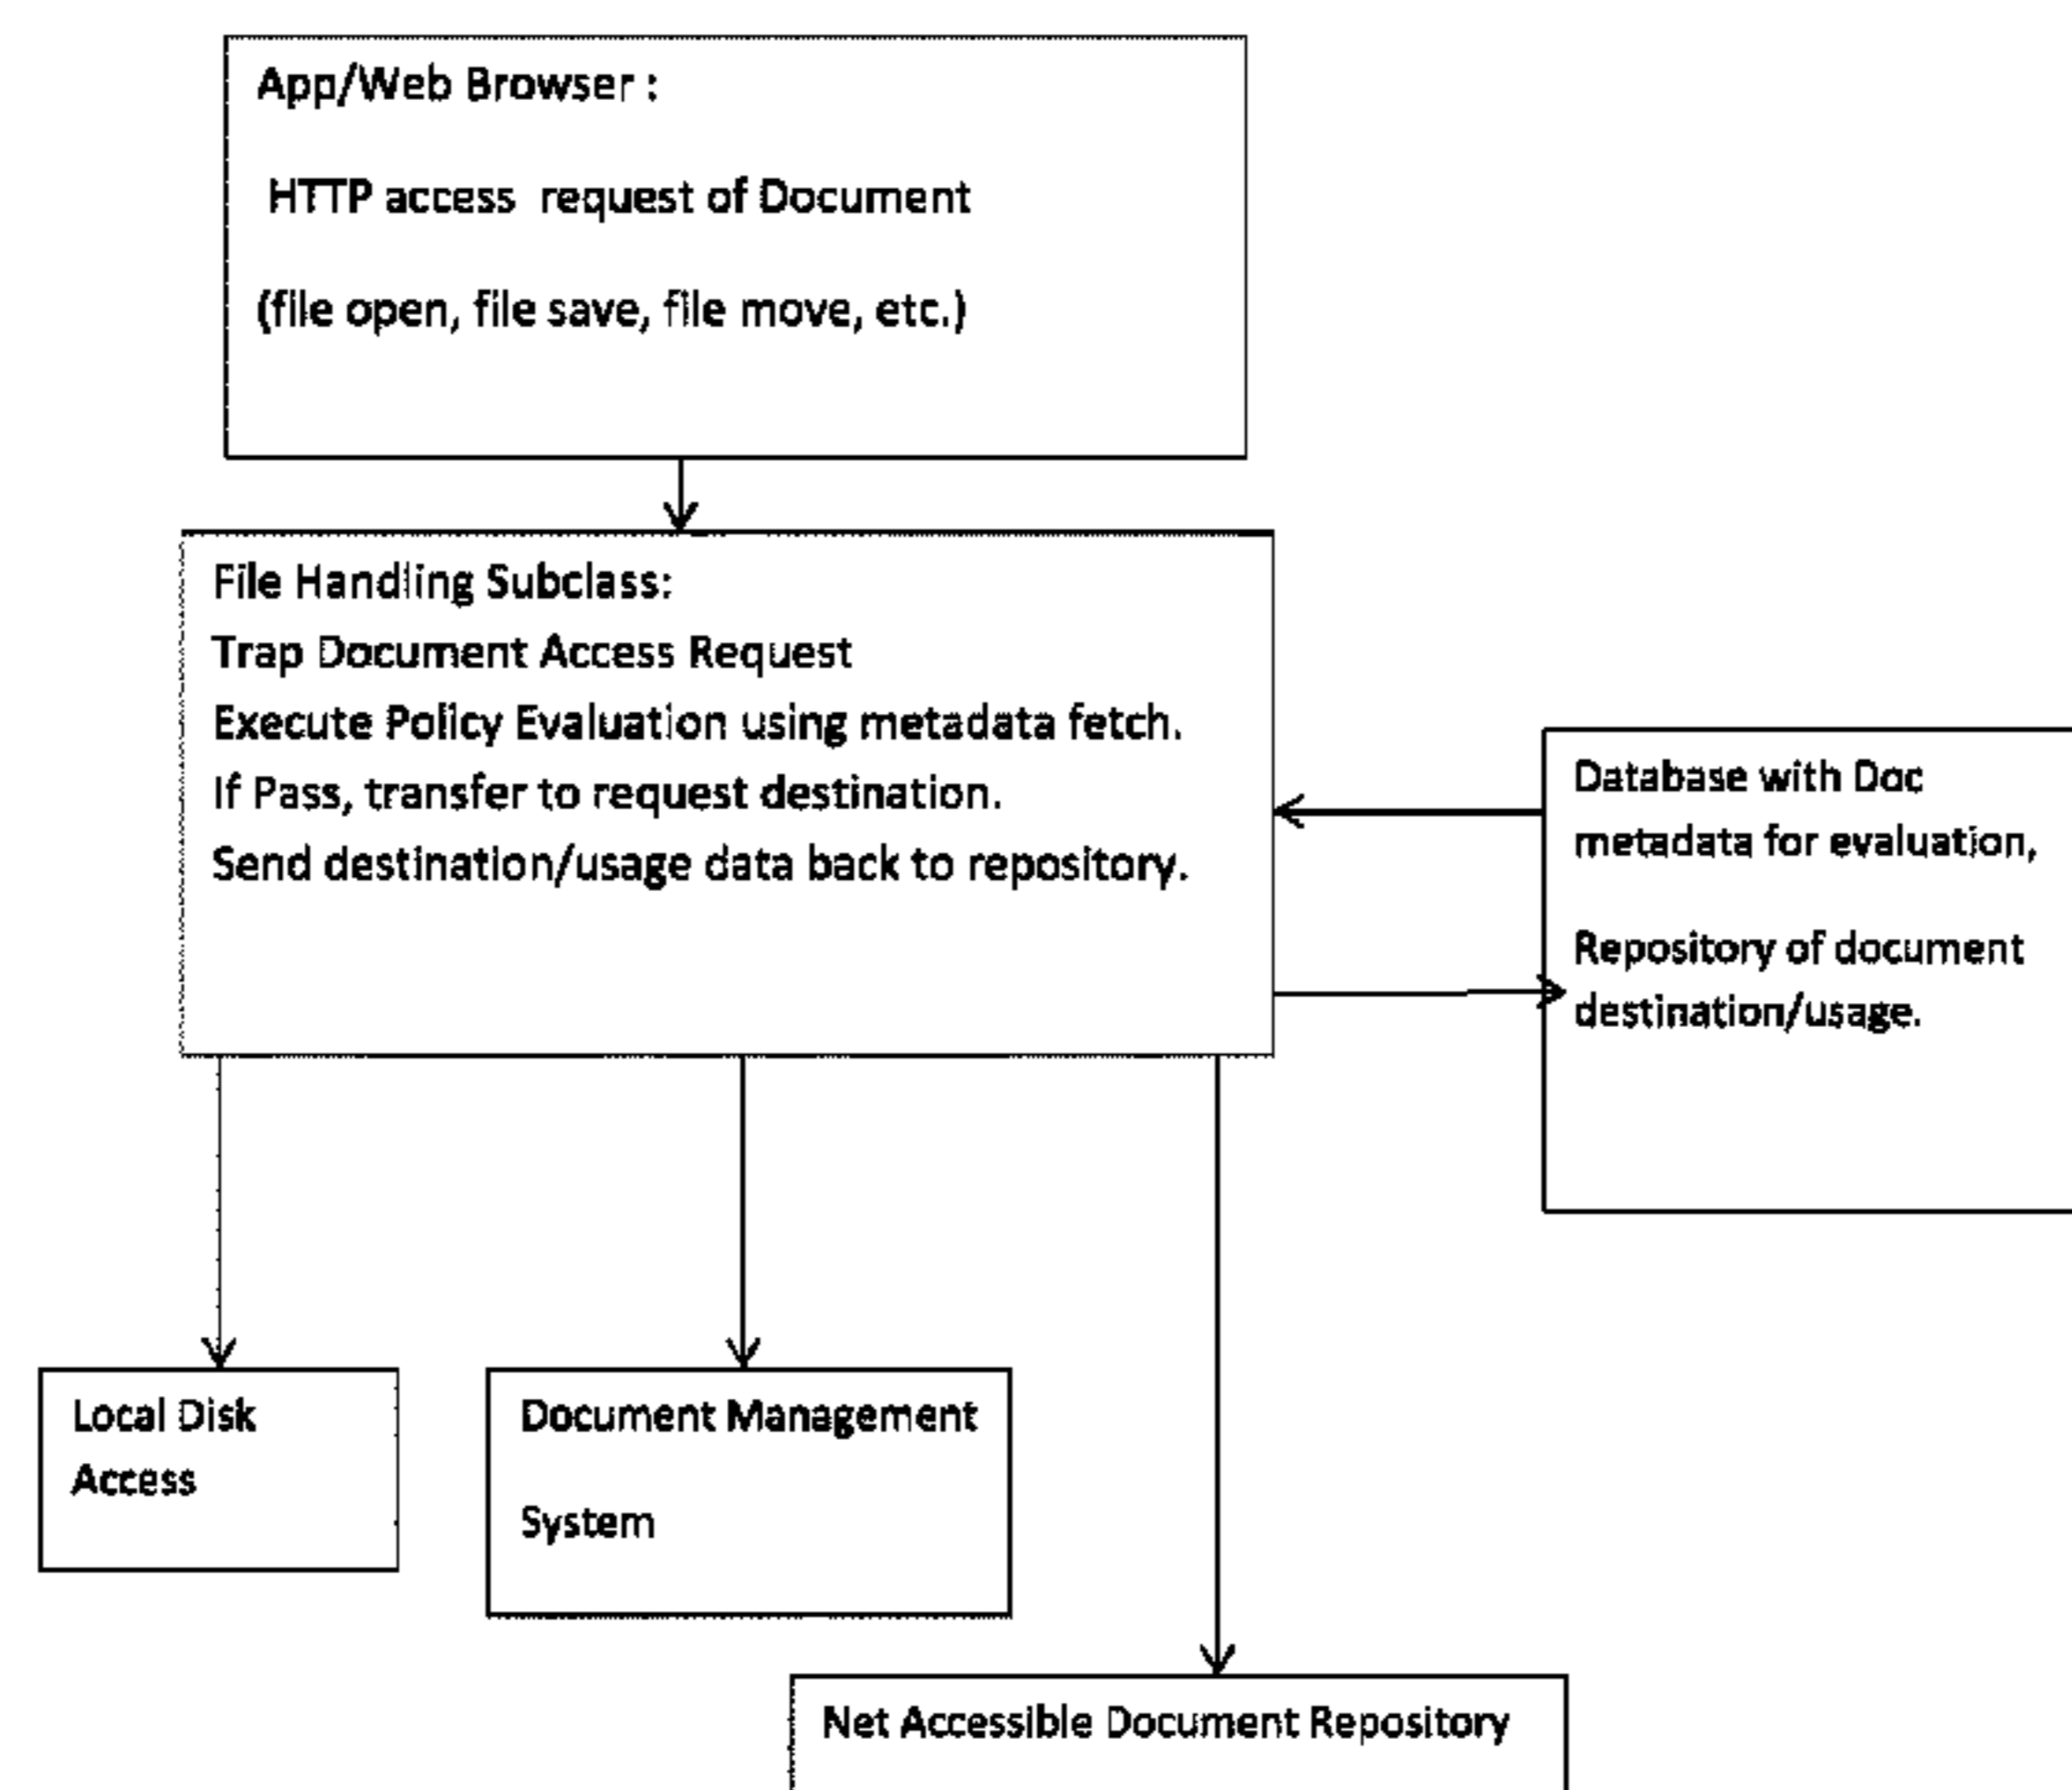 App/Web Browser :
HTTP access request of Document
(file open, file save, file move, etc.)
File Handling Subclass:
Trap Document Access Request
Execute Policy Evaluation using metadata fetch.
If Pass, transfer to request destination.
Send destination/usage data back to repository.
Database with Doc
metadata for evaluation,
Repository of document
destination/usage.
Local Disk
Access
Document Management
System
Net Accessible Document Repository